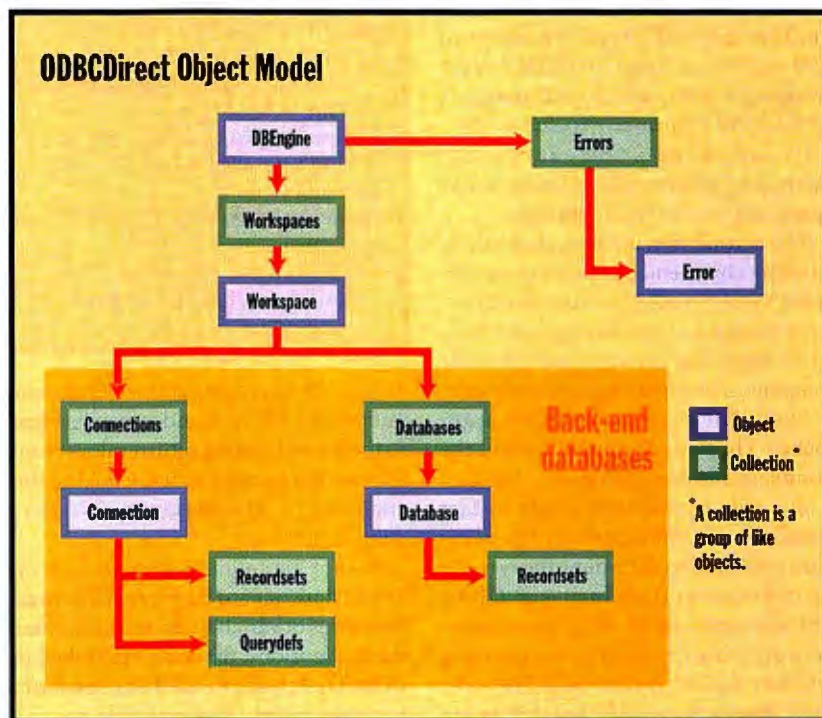 ODBCDirect Object Model
DBEngine
Errors
Workspaces
Error
Workspace
Connections
Databases
Back-end
databases
Object
Collection*
Connection
Database
*A collection is a
group of like
objects.
Recordsets
Recordsets
Querydefs